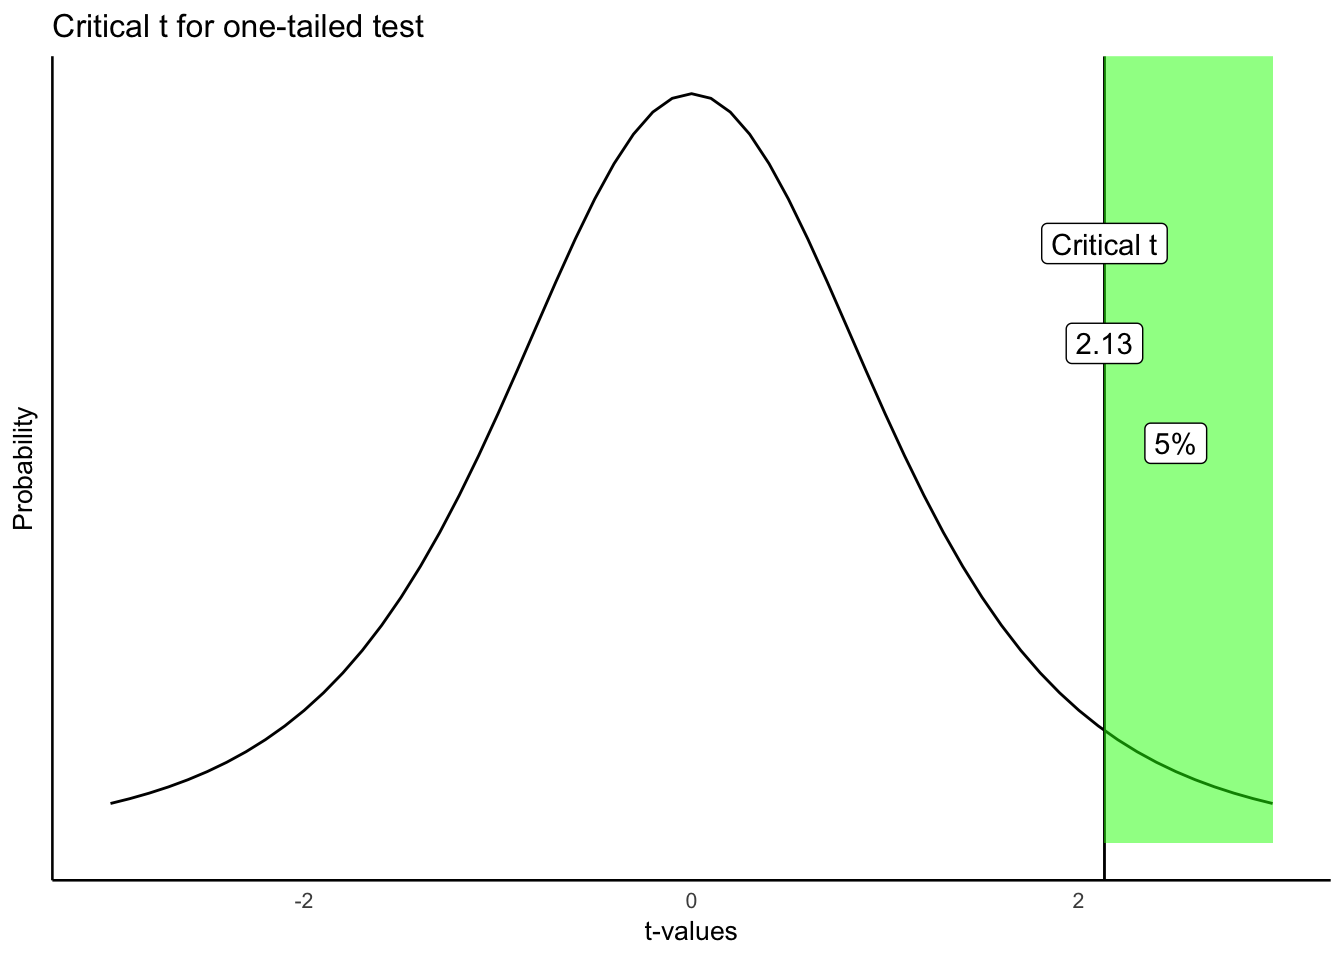 Critical t for one-tailed test
Probability
Critical t
2.13
5%
-2 0 2
t-values